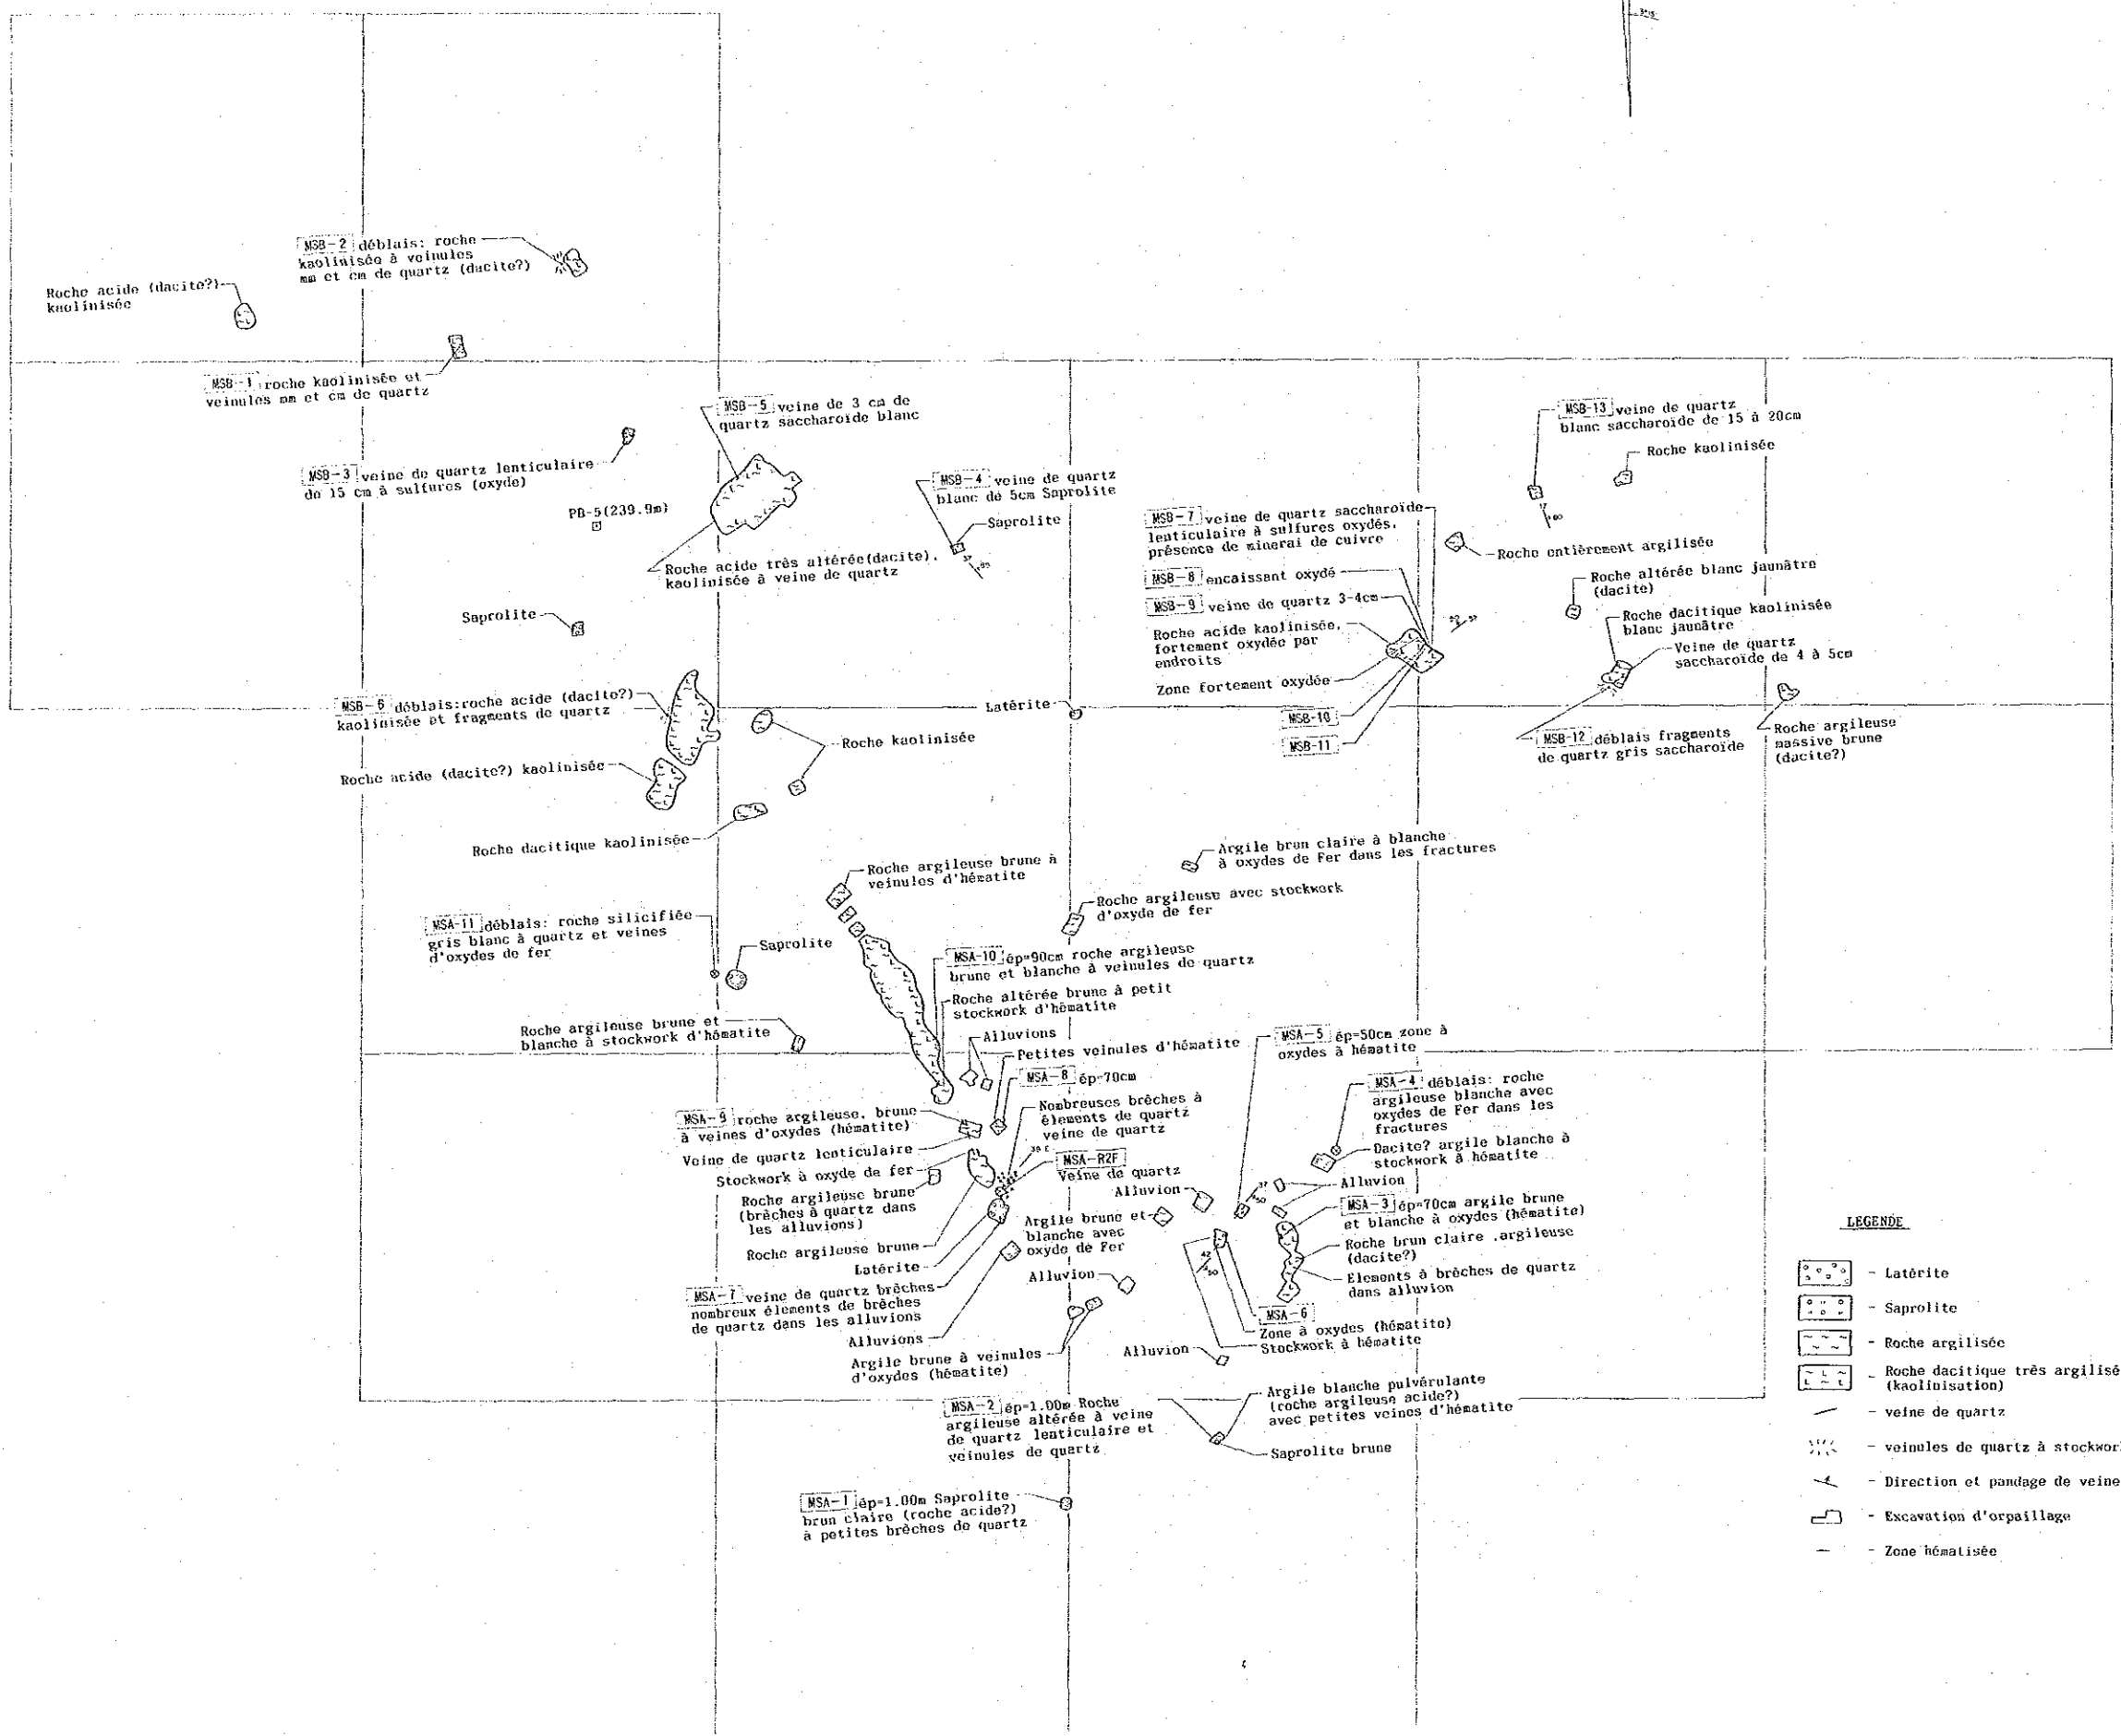 3°15'
MSB-2 déblais: roche
kaolinisée à veinules
mm et cm de quartz (dacite?)
Roche acide (dacite?)
kaolinisée
MSB-1 roche kaolinisée et
veinules mm et cm de quartz
MSB-5 veine de 3 cm de
quartz saccharoïde blanc
MSB-3 veine de quartz lenticulaire
de 15 cm à sulfures (oxyde)
PB-5(239.9m)
MSB-4 veine de quartz
blanc de 5cm Saprolite
Saprolite
Roche acide très altérée(dacite).
kaolinisée à veine de quartz
MSB-13 veine de quartz
blanc saccharoïde de 15 à 20cm
Roche kaolinisée
MSB-7 veine de quartz saccharoïde
lenticulaire à sulfures oxydés.
présence de minerai de cuivre
Roche entièrement argilisée
MSB-8 encaissant oxydé
MSB-9 veine de quartz 3-4cm
Roche acide kaolinisée,
fortement oxydée par
endroits
Zone fortement oxydée
MSB-10
MSB-11
Roche altérée blanc jaunâtre
(dacite)
Roche dacitique kaolinisée
blanc jaunâtre
Veine de quartz
saccharoïde de 4 à 5cm
MSB-12 déblais fragments
de quartz gris saccharoïde
Roche argileuse
massive brune
(dacite?)
Saprolite
MSB-6 déblais:roche acide (dacite?)
kaolinisée et fragments de quartz
Latérite
Roche kaolinisée
Roche acide (dacite?) kaolinisée
Roche dacitique kaolinisée
Argile brun claire à blanche
à oxydes de Fer dans les fractures
Roche argileuse brune à
veinules d'hématite
Roche argileuse avec stockwork
d'oxyde de fer
MSA-11 déblais: roche silicifiée
gris blanc à quartz et veines
d'oxydes de fer
Saprolite
MSA-10 ép=90cm roche argileuse
brune et blanche à veinules de quartz
Roche altérée brune à petit
stockwork d'hématite
Roche argileuse brune et
blanche à stockwork d'hématite
Alluvions
Petites veinules d'hématite
MSA-8 ép=70cm
MSA-5 ép=50cm zone à
oxydes à hématite
MSA-4 déblais: roche
argileuse blanche avec
oxydes de Fer dans les
fractures
Dacite? argile blanche à
stockwork à hématite
MSA-9 roche argileuse, brune
à veines d'oxydes (hématite)
Nombreuses brèches à
élements de quartz
veine de quartz
Veine de quartz lenticulaire
MSA-R2F
Veine de quartz
Stockwork à oxyde de fer
Roche argileuse brune
(brèches à quartz dans
les alluvions)
Alluvion
Alluvion
MSA-3 ép=70cm argile brune
et blanche à oxydes (hématite)
Argile brune et
blanche avec
oxyde de Fer
Roche brun claire .argileuse
(dacite?)
Roche argileuse brune
Latérite
Alluvion
Elements à brèches de quartz
dans alluvion
MSA-7 veine de quartz brèches
nombreux élements de brèches
de quartz dans les alluvions
MSA-6
Zone à oxydes (hématite)
Stockwork à hématite
Alluvions
Alluvion
Argile brune à veinules
d'oxydes (hématite)
MSA-2 ép=1.00m Roche
argileuse altérée à veine
de quartz lenticulaire et
veinules de quartz
Argile blanche pulvérulante
(roche argileuse acide?)
avec petites veines d'hématite
Saprolite brune
MSA-1 ép=1.00m Saprolite
brun claire (roche acide?)
à petites brèches de quartz
LEGENDE
- Latérite
- Saprolite
- Roche argilisée
- Roche dacitique très argilisé
(kaolinisation)
- veine de quartz
- veinules de quartz à stockwor
- Direction et pandage de veine
- Excavation d'orpaillage
- Zone hématisée